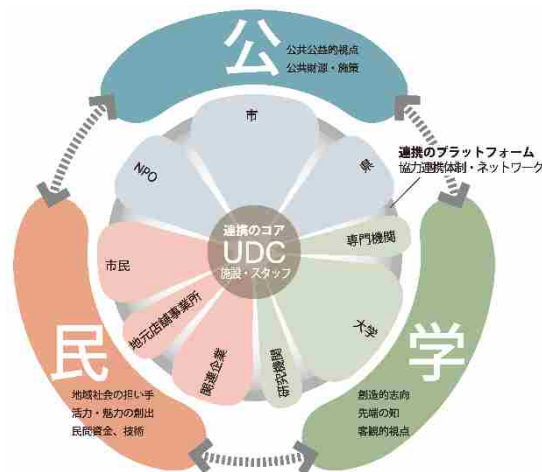 公
公共公益的視点
公共財源・施策
市
NPO
県
連携のプラットフォーム
協力連携体制・ネットワーク
連携のコア
UDC
施設・スタッフ
専門機関
市民
地元店舗事業所
大学
関連企業
研究機関
民
地域社会の担い手
活力・魅力の創出
民間資金、技術
学
創造的志向
先端の知
客観的視点